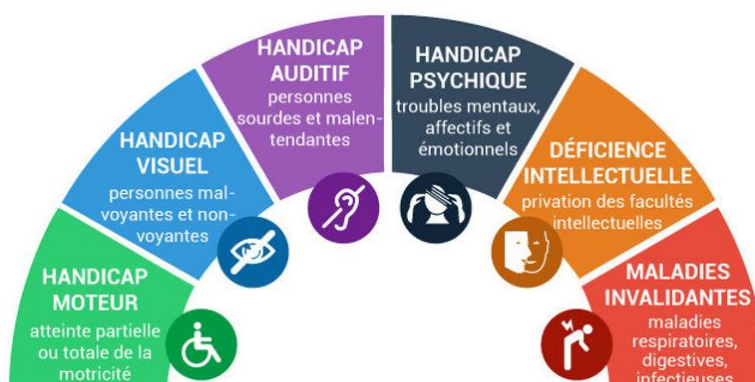 HANDICAP
MOTEUR
atteinte partielle
ou totale de la
motricité
HANDICAP
VISUEL
personnes mal-
voyantes et non-
voyantes
HANDICAP
AUDITIF
personnes
sourdes et malen-
tendantes
HANDICAP
PSYCHIQUE
troubles mentaux,
affectifs et
émotionnels
DÉFICIENCE
INTELLECTUELLE
privation des facultés
intellectuelles
MALADIES
INVALIDANTES
maladies
respiratoires,
digestives,
infectieuses